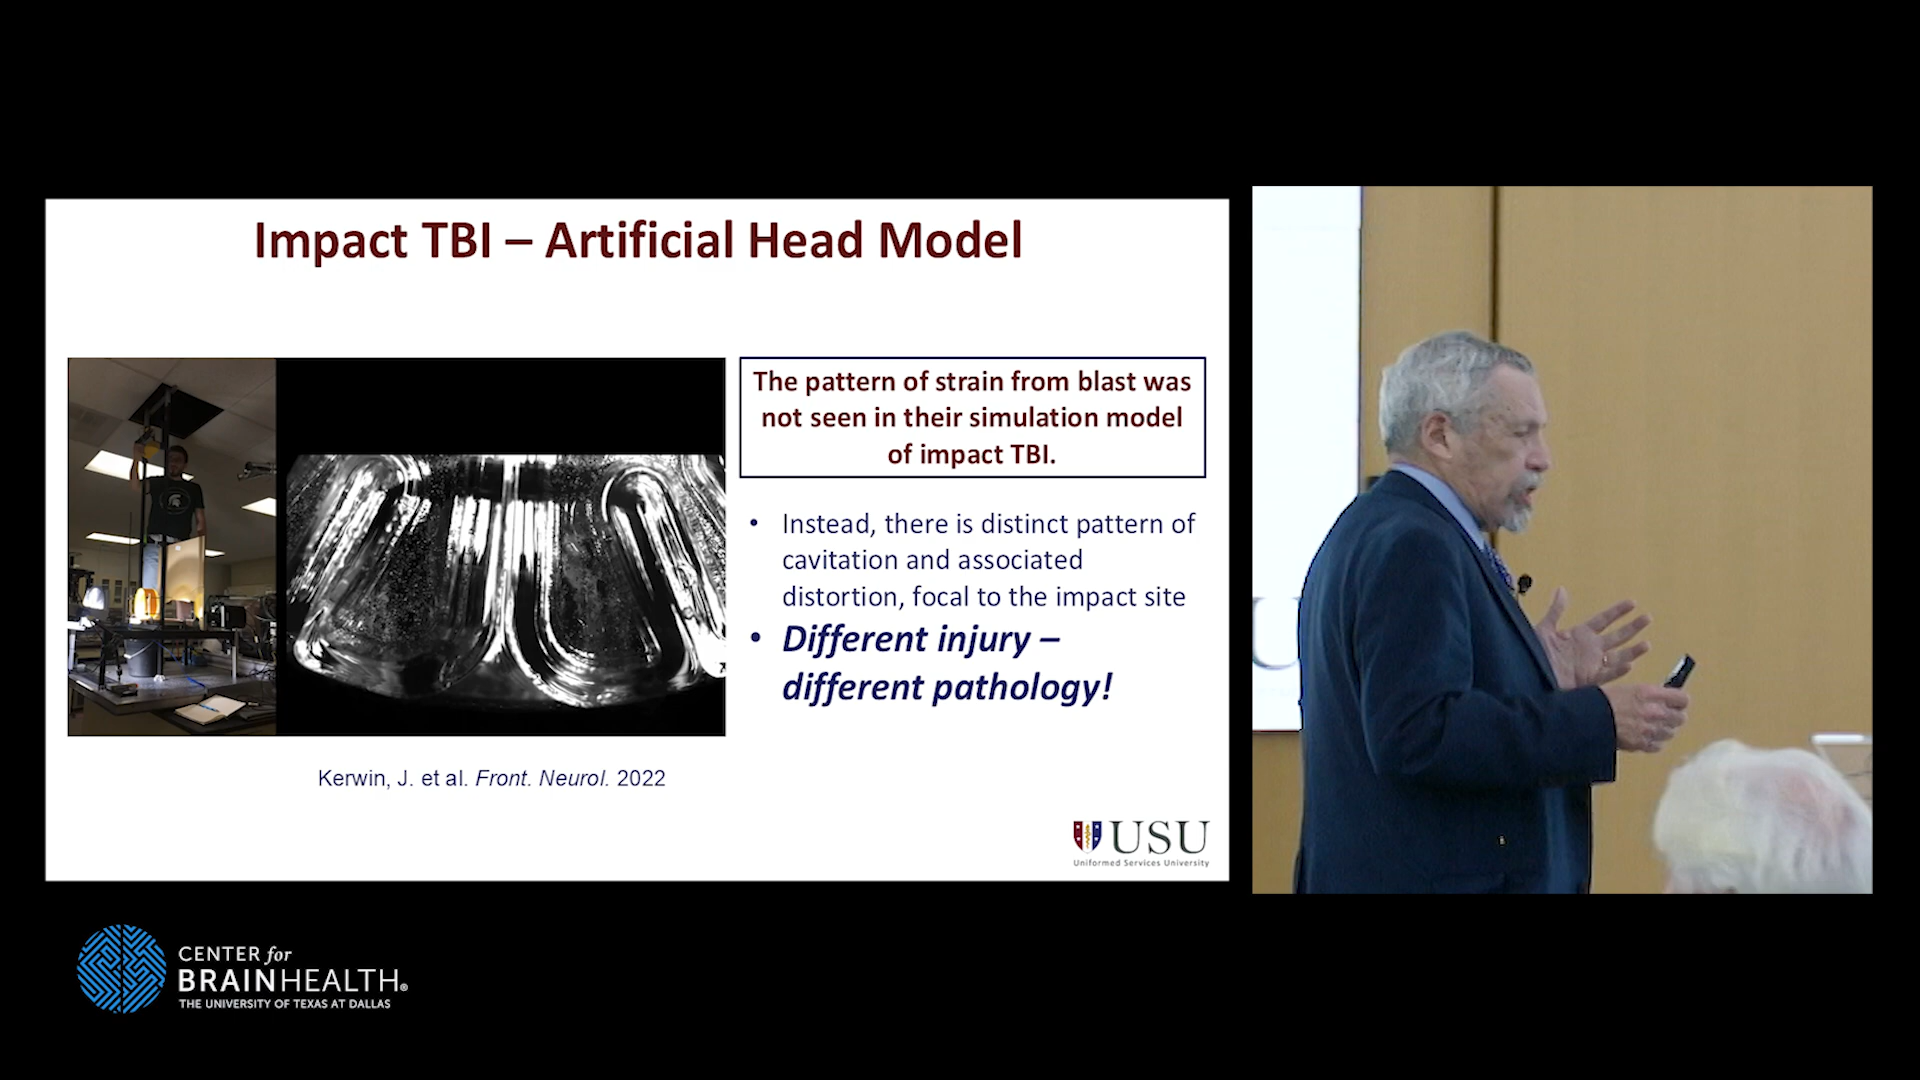 Impact TBI – Artificial Head Model
The pattern of strain from blast was
not seen in their simulation model
of impact TBI.
• Instead, there is distinct pattern of
cavitation and associated
distortion, focal to the impact site
• Different injury –
different pathology!
Kerwin, J. et al. Front. Neurol. 2022
USU
Uniformed Services University
U
CENTER for
BRAINHEALTH®
THE UNIVERSITY OF TEXAS AT DALLAS